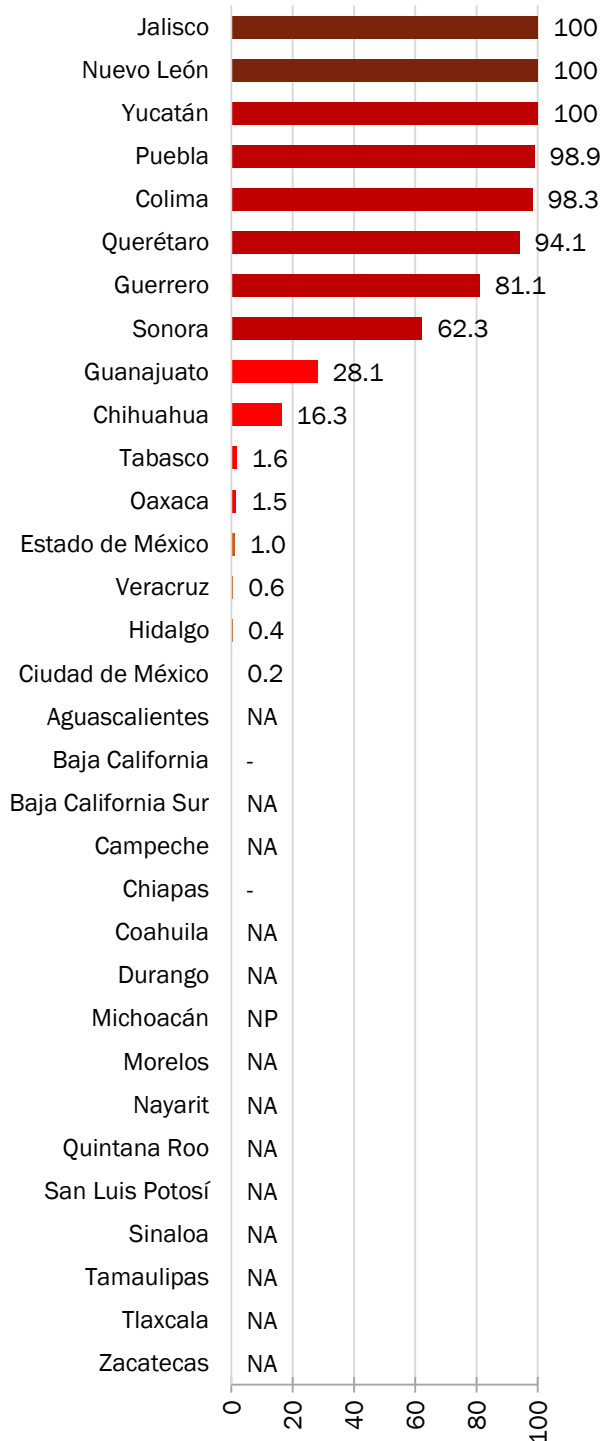 Jalisco 100
Nuevo León 100
Yucatán 100
Puebla 98.9
Colima 98.3
Querétaro 94.1
Guerrero 81.1
Sonora 62.3
Guanajuato 28.1
Chihuahua 16.3
Tabasco 1.6
Oaxaca 1.5
Estado de México 1.0
Veracruz 0.6
Hidalgo 0.4
Ciudad de México 0.2
Aguascalientes NA
Baja California -
Baja California Sur NA
Campeche NA
Chiapas -
Coahuila NA
Durango NA
Michoacán NP
Morelos NA
Nayarit NA
Quintana Roo NA
San Luis Potosí NA
Sinaloa NA
Tamaulipas NA
Tlaxcala NA
Zacatecas NA
0 20 40 60 80 100